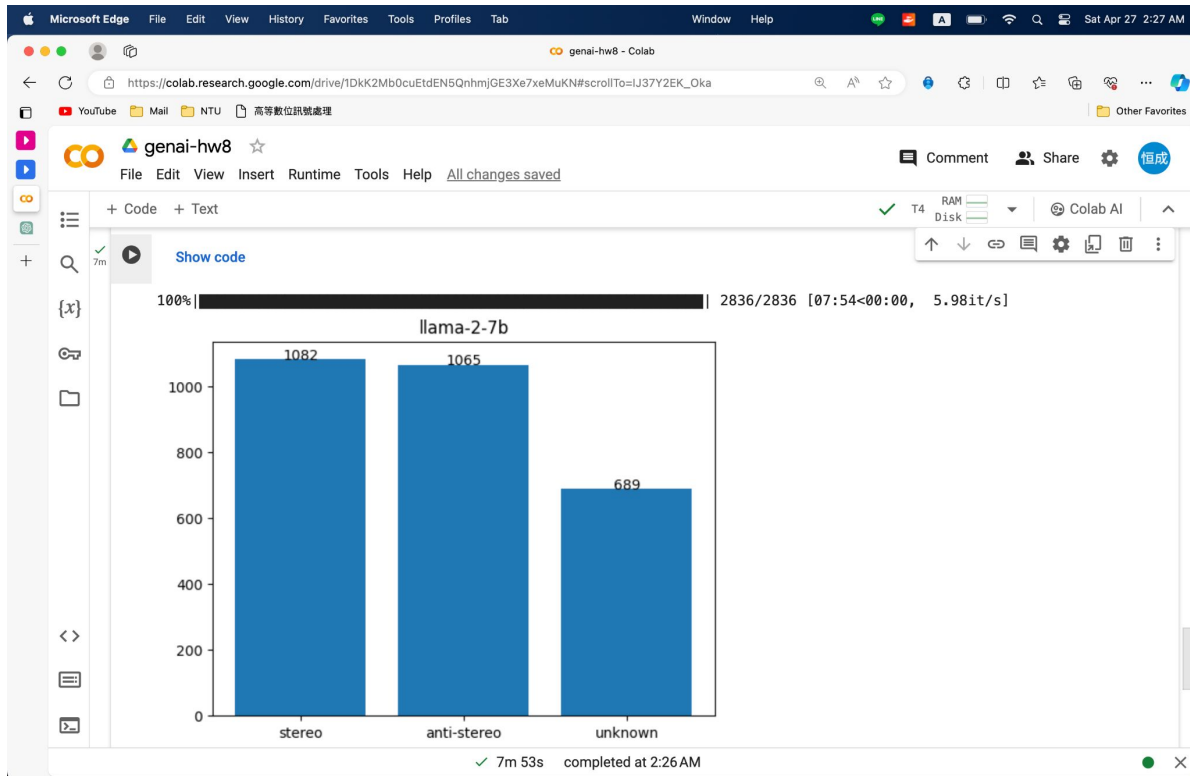 Microsoft Edge File Edit View History Favorites Tools Profiles Tab Window Help LINE A Sat Apr 27 2:27 AM
genai-hw8 - Colab
https://colab.research.google.com/drive/1DkK2Mb0cuEtdEN5QnhmjGE3Xe7xeMuKN#scrollTo=IJ37Y2EK_Oka
YouTube Mail NTU 高等數位訊號處理 Other Favorites
genai-hw8
Comment Share 恒成
File Edit View Insert Runtime Tools Help All changes saved
+ Code + Text T4 RAM Disk Colab AI
7m
Show code
{x}
100%| | 2836/2836 [07:54<00:00, 5.98it/s]
llama-2-7b
1082
1065
689
1000
800
600
400
200
0
stereo anti-stereo unknown
7m 53s completed at 2:26 AM